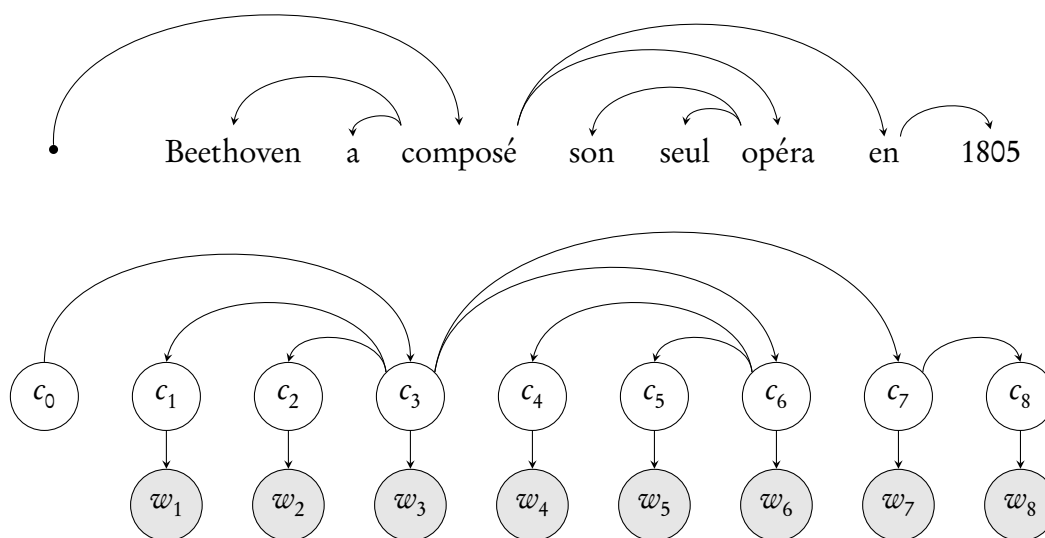 Beethoven a composé son seul opéra en 1805
c₀ c₁ c₂ c₃ c₄ c₅ c₆ c₇ c₈
w₁ w₂ w₃ w₄ w₅ w₆ w₇ w₈